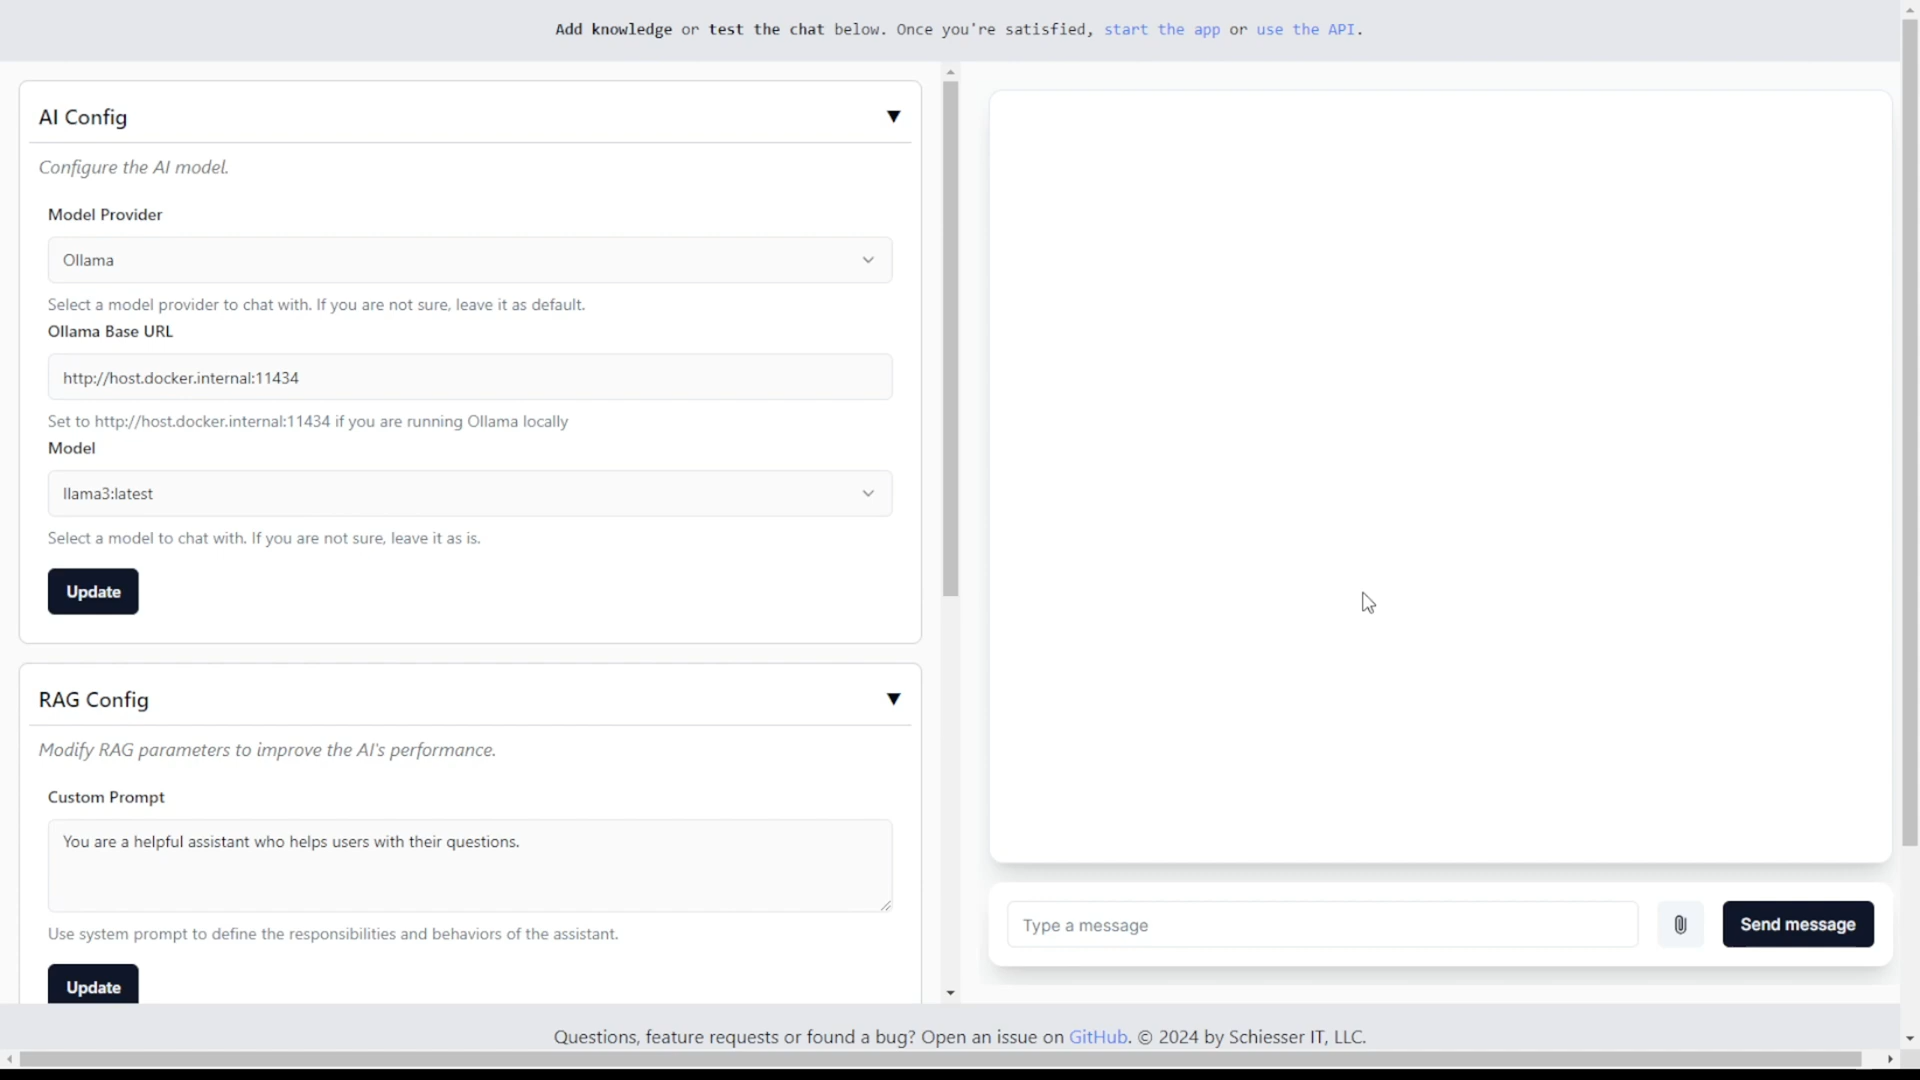 Add knowledge or test the chat below. Once you're satisfied, start the app or use the API.
AI Config
Configure the AI model.
Model Provider
Ollama
Select a model provider to chat with. If you are not sure, leave it as default.
Ollama Base URL
http://host.docker.internal:11434
Set to http://host.docker.internal:11434 if you are running Ollama locally
Model
llama3:latest
Select a model to chat with. If you are not sure, leave it as is.
Update
RAG Config
Modify RAG parameters to improve the AI's performance.
Custom Prompt
You are a helpful assistant who helps users with their questions.
Use system prompt to define the responsibilities and behaviors of the assistant.
Update
Type a message
Send message
Questions, feature requests or found a bug? Open an issue on GitHub. © 2024 by Schiesser IT, LLC.